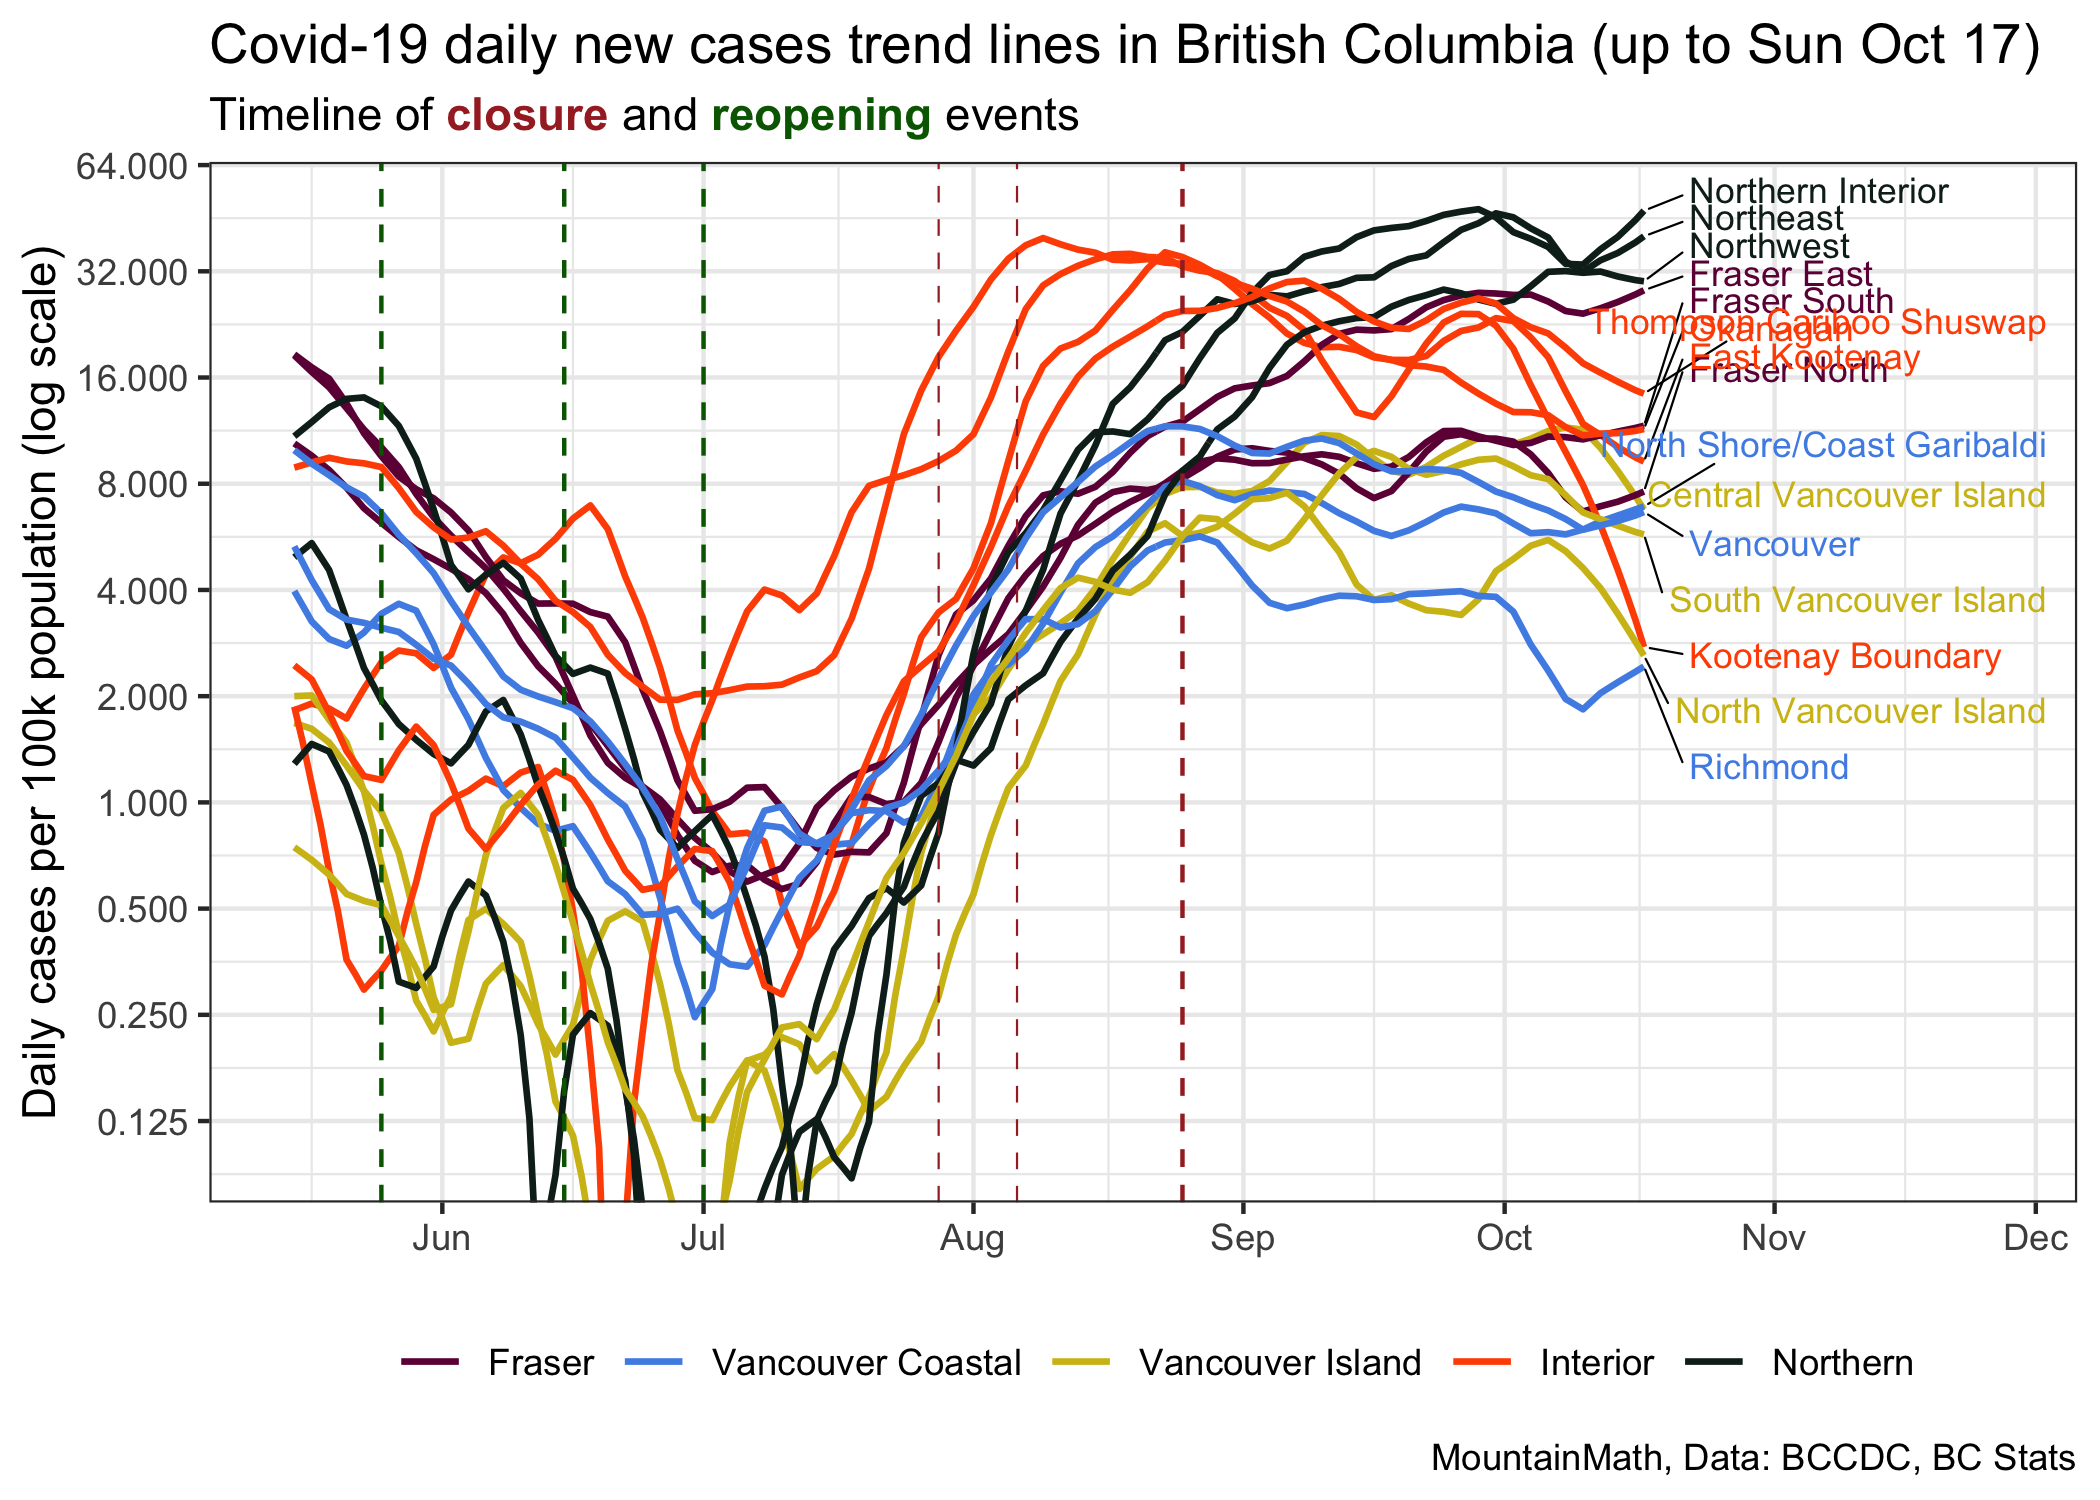 Covid-19 daily new cases trend lines in British Columbia (up to Sun Oct 17)
Timeline of closure and reopening events
Daily cases per 100k population (log scale)
64.000
32.000
16.000
8.000
4.000
2.000
1.000
0.500
0.250
0.125
Northern Interior
Northeast
Northwest
Fraser East
Fraser South
Thompson Cariboo Shuswap
Okanagan
East Kootenay
Fraser North
North Shore/Coast Garibaldi
Central Vancouver Island
Vancouver
South Vancouver Island
Kootenay Boundary
North Vancouver Island
Richmond
Jun Jul Aug Sep Oct Nov Dec
Fraser Vancouver Coastal Vancouver Island Interior Northern
MountainMath, Data: BCCDC, BC Stats